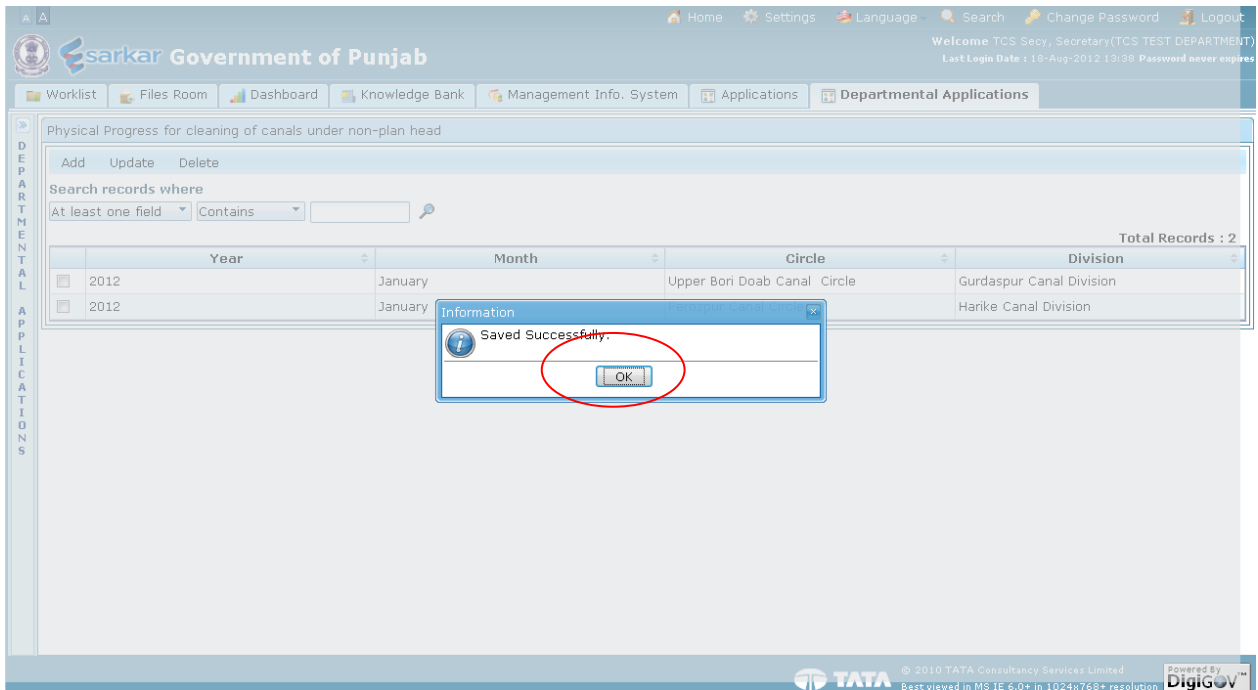 A A Home Settings Language Search Change Password Logout
Welcome TCS Secy, Secretary(TCS TEST DEPARTMENT)
Last Login Date : 18-Aug-2012 13:38 Password never expires
esarkar Government of Punjab
Worklist Files Room Dashboard Knowledge Bank Management Info. System Applications Departmental Applications
DEPARTMENTAL APPLICATIONS
Physical Progress for cleaning of canals under non-plan head
Add Update Delete
Search records where
At least one field Contains
Total Records : 2
Year Month Circle Division
2012 January Upper Bori Doab Canal Circle Gurdaspur Canal Division
2012 January Ferozpur Canal Circle Harike Canal Division
Information
Saved Successfully.
OK
TATA
© 2010 TATA Consultancy Services Limited
Best viewed in MS IE 6.0+ in 1024x768+ resolution
Powered By
DigiGOV™